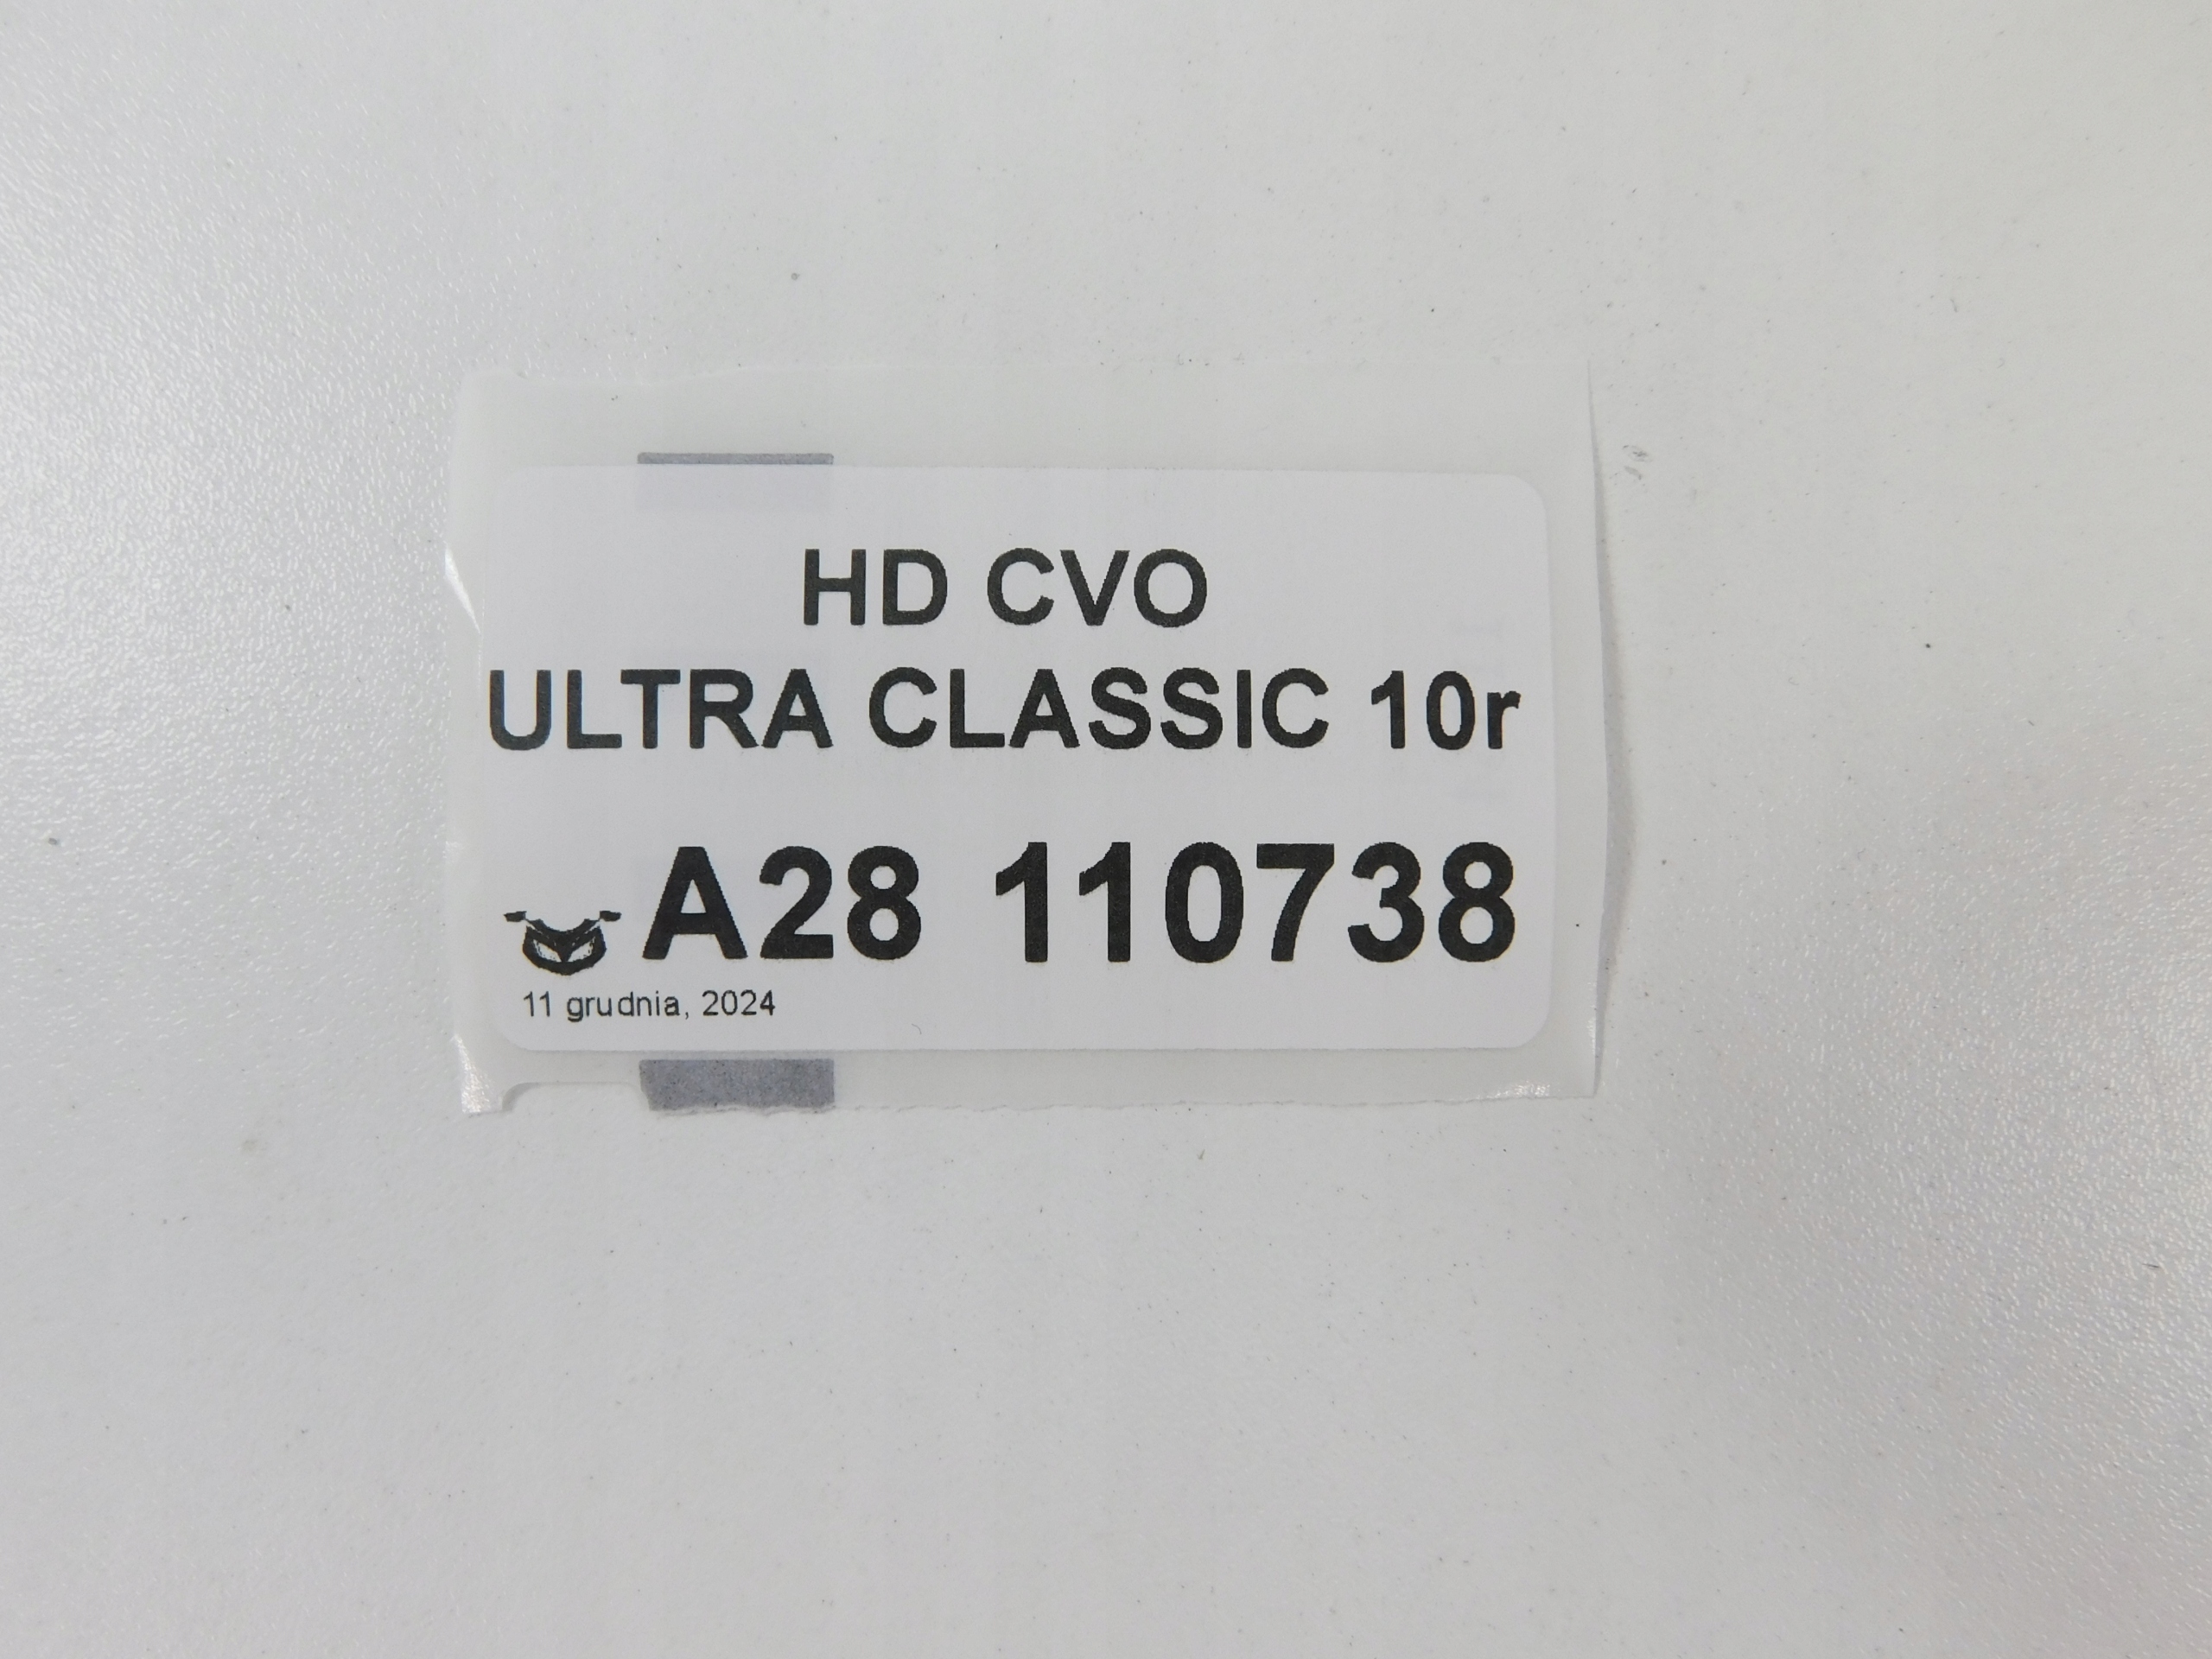 HD CVO
ULTRA CLASSIC 10r
A28 110738
11 grudnia, 2024